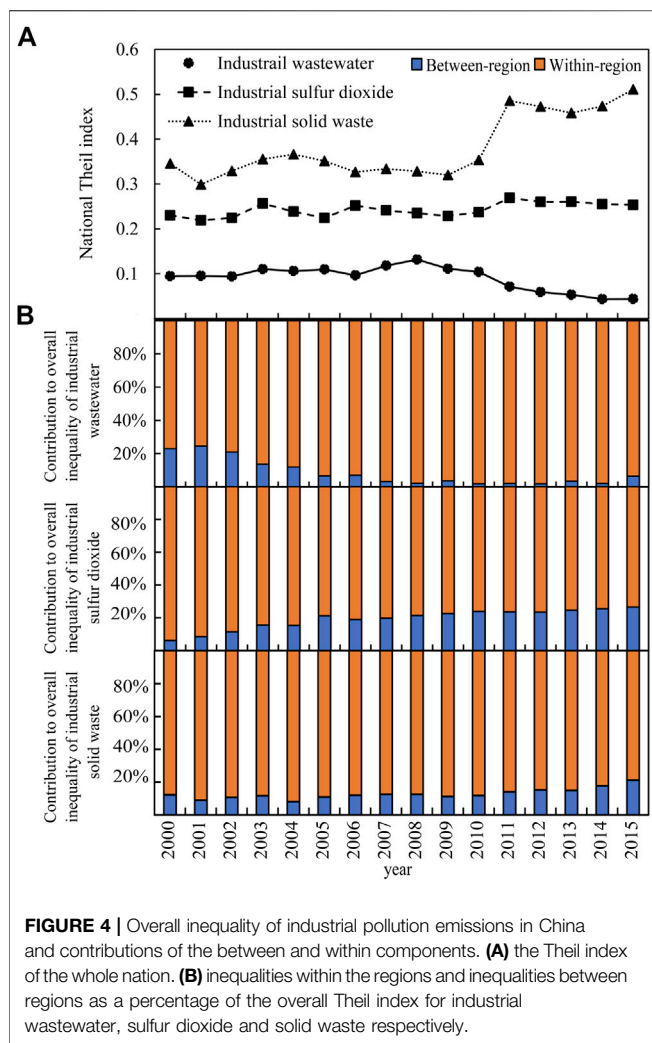 A
0.6
0.5
0.4
0.3
0.2
0.1
National Theil index
Industrail wastewater
Industrial sulfur dioxide
Industrial solid waste
Between-region
Within-region
B
Contribution to overall
inequality of industrial
wastewater
80%
60%
40%
20%
Contribution to overall
inequality of industrial
sulfur dioxide
80%
60%
40%
20%
Contribution to overall
inequality of industrial
solid waste
80%
60%
40%
20%
2000
2001
2002
2003
2004
2005
2006
2007
2008
2009
2010
2011
2012
2013
2014
2015
year
FIGURE 4 | Overall inequality of industrial pollution emissions in China
and contributions of the between and within components. (A) the Theil index
of the whole nation. (B) inequalities within the regions and inequalities between
regions as a percentage of the overall Theil index for industrial
wastewater, sulfur dioxide and solid waste respectively.